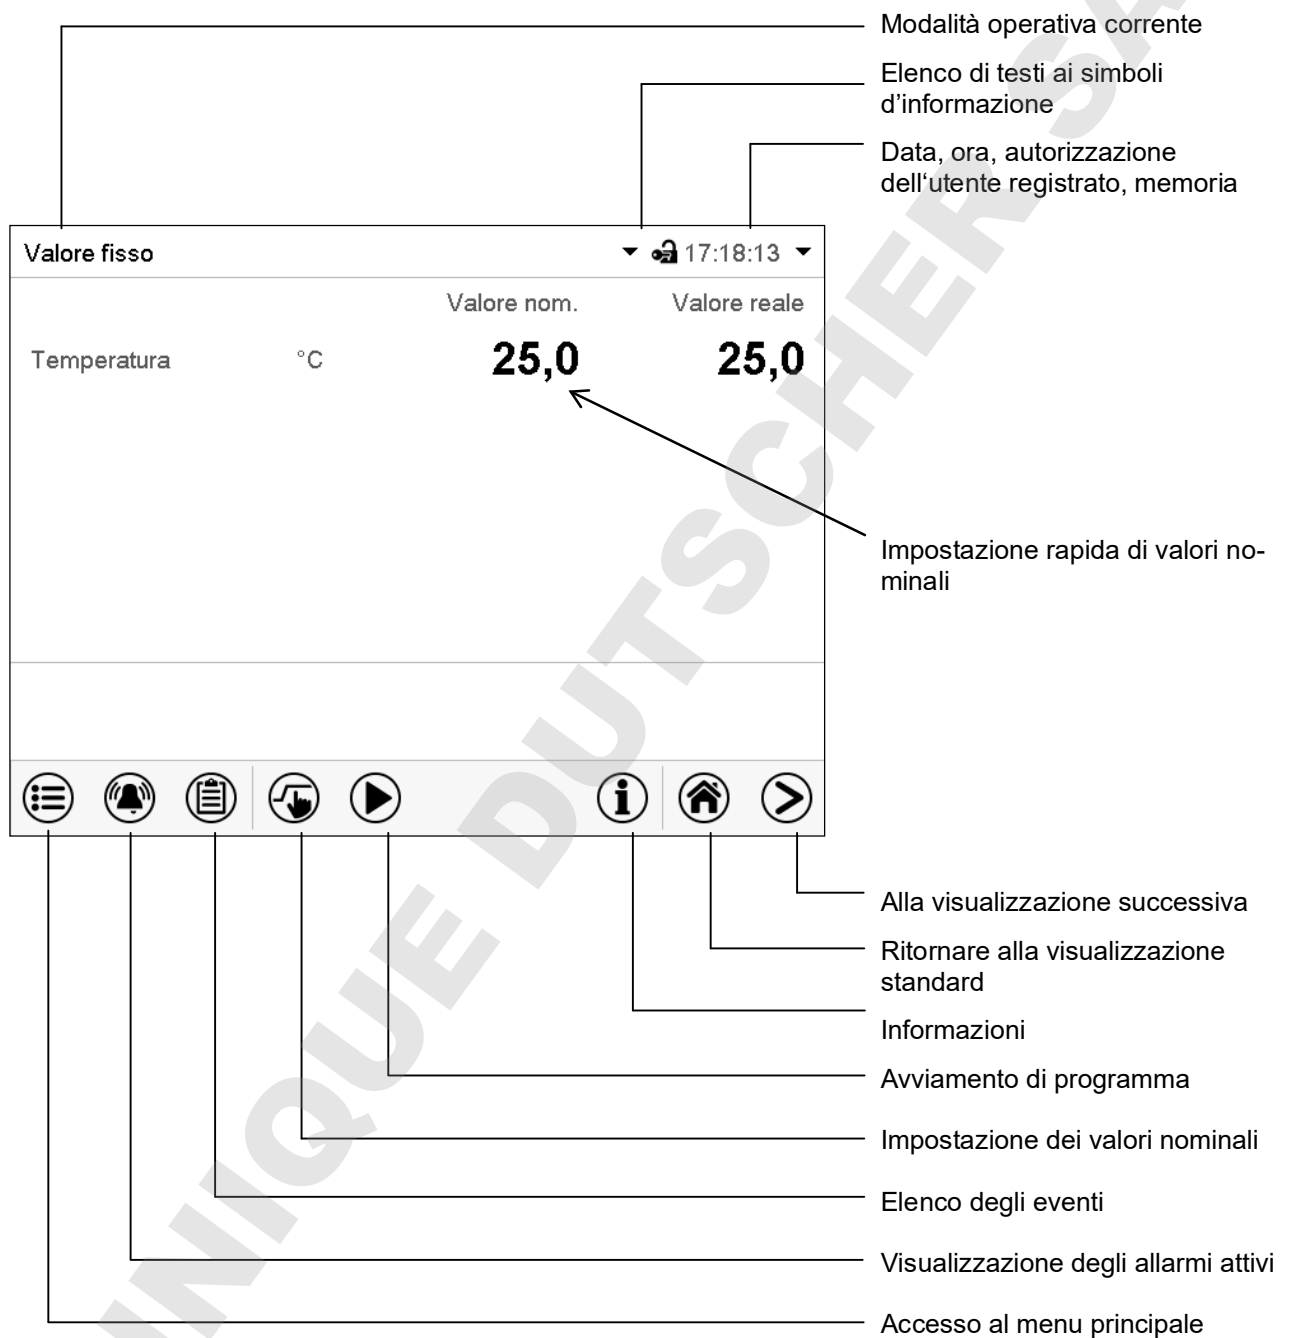 Modalità operativa corrente
Elenco di testi ai simboli
d’informazione
Data, ora, autorizzazione
dell‘utente registrato, memoria
Valore fisso
17:18:13
Valore nom.
Valore reale
Temperatura °C 25,0 25,0
Impostazione rapida di valori no-
minali
Alla visualizzazione successiva
Ritornare alla visualizzazione
standard
Informazioni
Avviamento di programma
Impostazione dei valori nominali
Elenco degli eventi
Visualizzazione degli allarmi attivi
Accesso al menu principale
NIQUE DUTSCHER SA